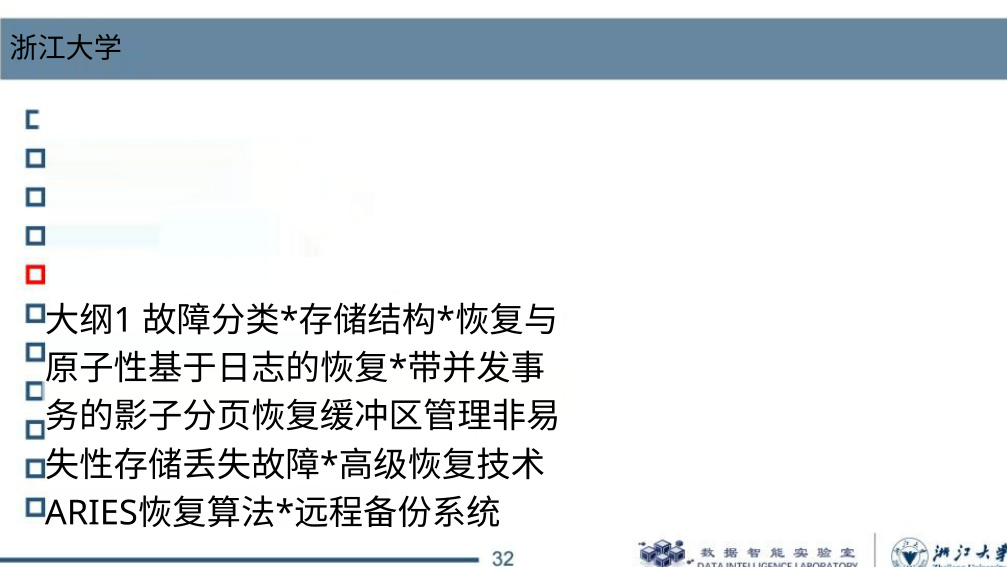 浙江大学
大纲1 故障分类*存储结构*恢复与
原子性基于日志的恢复*带并发事
务的影子分页恢复缓冲区管理非易
失性存储丢失故障*高级恢复技术
ARIES恢复算法*远程备份系统
32
数据智能实验室
DATA INTELLIGENCE LABORATORY
浙江大学